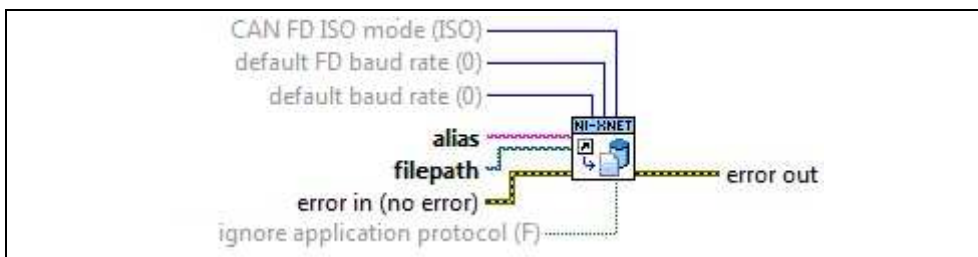 CAN FD ISO mode (ISO)
default FD baud rate (0)
default baud rate (0)
NI-XNET
alias
filepath
error in (no error)
error out
ignore application protocol (F)